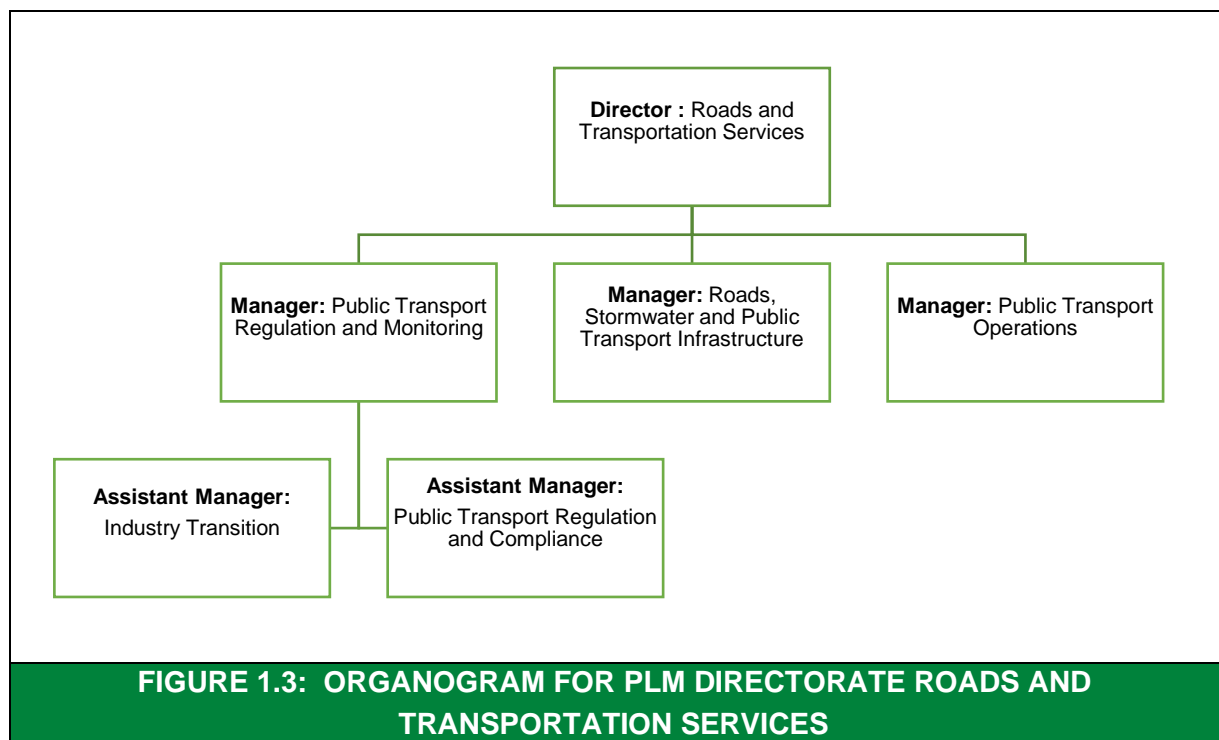 Director : Roads and
Transportation Services
Manager: Public Transport
Regulation and Monitoring
Manager: Roads,
Stormwater and Public
Transport Infrastructure
Manager: Public Transport
Operations
Assistant Manager:
Industry Transition
Assistant Manager:
Public Transport Regulation
and Compliance
FIGURE 1.3: ORGANOGRAM FOR PLM DIRECTORATE ROADS AND
TRANSPORTATION SERVICES